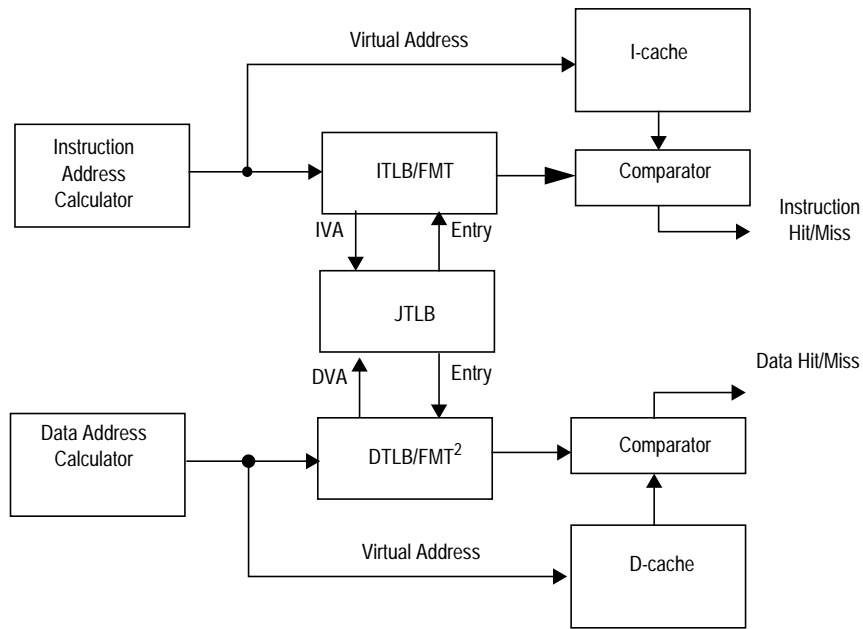 Virtual Address
I-cache
Instruction
Address
Calculator
ITLB/FMT
Comparator
Instruction
Hit/Miss
IVA
Entry
JTLB
DVA
Entry
Data Hit/Miss
Data Address
Calculator
DTLB/FMT²
Comparator
Virtual Address
D-cache